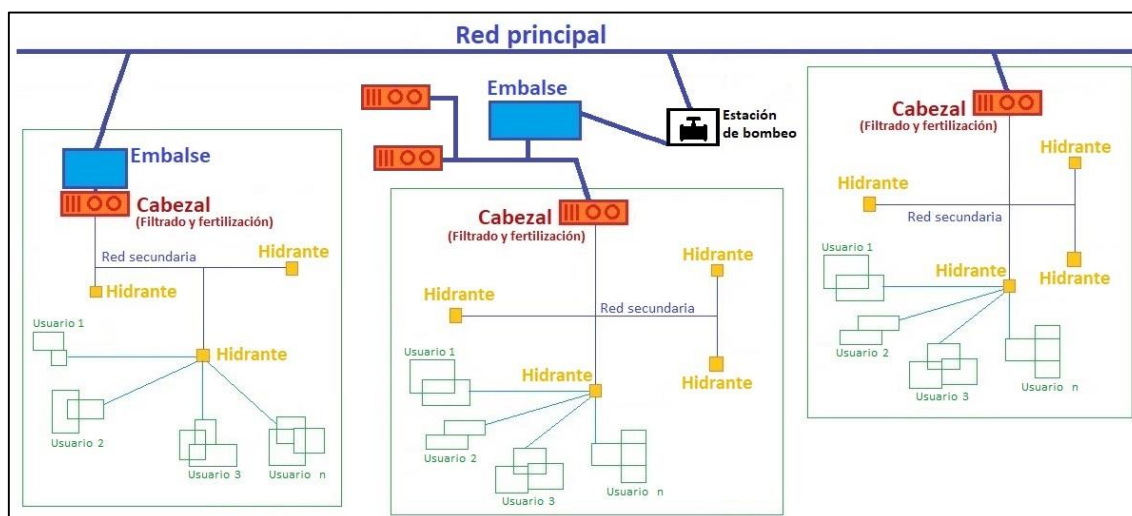 Red principal
Embalse
Cabezal
(Filtrado y fertilización)
Red secundaria
Hidrante
Hidrante
Hidrante
Usuario 1
Usuario 2
Usuario 3
Usuario n
Embalse
Estación
de bombeo
Cabezal
(Filtrado y fertilización)
Hidrante
Hidrante
Red secundaria
Hidrante
Hidrante
Usuario 1
Usuario 2
Usuario 3
Usuario n
Cabezal
(Filtrado y fertilización)
Hidrante
Hidrante
Red secundaria
Hidrante
Hidrante
Usuario 1
Usuario 2
Usuario 3
Usuario n